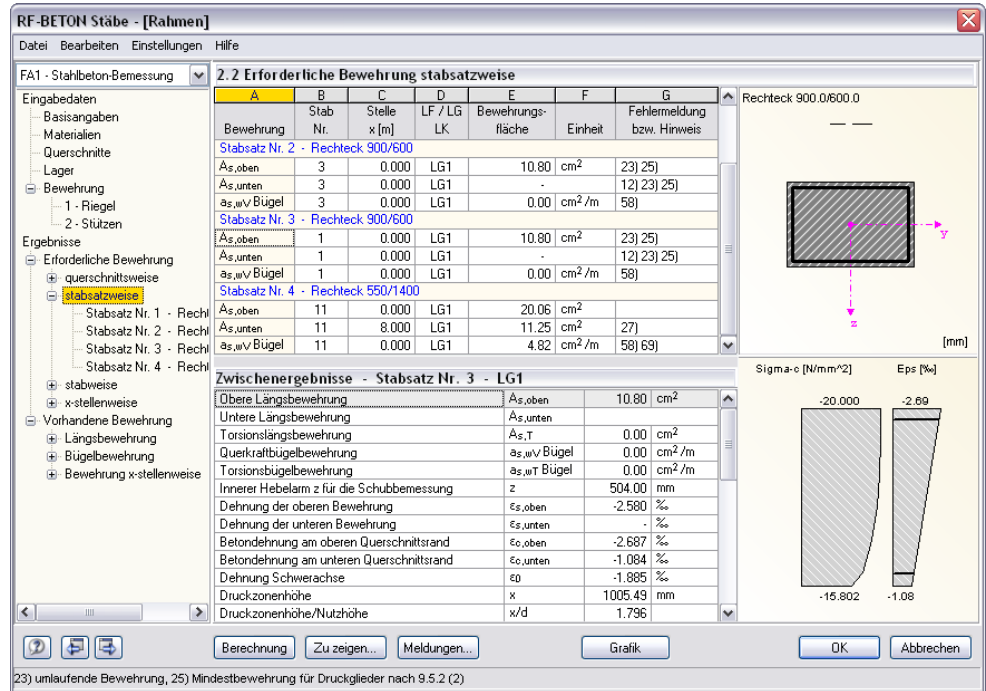 RF-BETON Stäbe - [Rahmen]
Datei Bearbeiten Einstellungen Hilfe
FA1 - Stahlbeton-Bemessung
Eingabedaten
Basisangaben
Materialien
Querschnitte
Lager
Bewehrung
1 - Riegel
2 - Stützen
Ergebnisse
Erforderliche Bewehrung
querschnittsweise
stabsatzweise
Stabsatz Nr. 1 - Rech
Stabsatz Nr. 2 - Rech
Stabsatz Nr. 3 - Rech
Stabsatz Nr. 4 - Rech
stabweise
x-stellenweise
Vorhandene Bewehrung
Längsbewehrung
Bügelbewehrung
Bewehrung x-stellenweise
2.2 Erforderliche Bewehrung stabsatzweise
A B C D E F G
Stab Stelle LF / LG Bewehrungs- Fehlermeldung
Bewehrung Nr. x [m] LK fläche Einheit bzw. Hinweis
Stabsatz Nr. 2 - Rechteck 900/600
As,oben 3 0.000 LG1 10.80 cm² 23) 25)
As,unten 3 0.000 LG1 - 12) 23) 25)
as,wV Bügel 3 0.000 LG1 0.00 cm²/m 58)
Stabsatz Nr. 3 - Rechteck 900/600
As,oben 1 0.000 LG1 10.80 cm² 23) 25)
As,unten 1 0.000 LG1 - 12) 23) 25)
as,wV Bügel 1 0.000 LG1 0.00 cm²/m 58)
Stabsatz Nr. 4 - Rechteck 550/1400
As,oben 11 0.000 LG1 20.06 cm²
As,unten 11 8.000 LG1 11.25 cm² 27)
as,wV Bügel 11 0.000 LG1 4.82 cm²/m 58) 69)
Zwischenergebnisse - Stabsatz Nr. 3 - LG1
Obere Längsbewehrung As,oben 10.80 cm²
Untere Längsbewehrung As,unten
Torsionslängsbewehrung As,T 0.00 cm²
Querkraftbügelbewehrung as,wV Bügel 0.00 cm²/m
Torsionsbügelbewehrung as,wT Bügel 0.00 cm²/m
Innerer Hebelarm z für die Schubbemessung z 504.00 mm
Dehnung der oberen Bewehrung εs,oben -2.580 ‰
Dehnung der unteren Bewehrung εs,unten - ‰
Betondehnung am oberen Querschnittsrand εc,oben -2.687 ‰
Betondehnung am unteren Querschnittsrand εc,unten -1.084 ‰
Dehnung Schwerachse ε0 -1.885 ‰
Druckzonenhöhe x 1005.49 mm
Druckzonenhöhe/Nutzhöhe x/d 1.796
Rechteck 900.0/600.0
y
z
[mm]
Sigma-c [N/mm^2] Eps [‰]
-20.000 -2.69
-15.802 -1.08
Berechnung Zu zeigen... Meldungen... Grafik OK Abbrechen
23) umlaufende Bewehrung, 25) Mindestbewehrung für Druckglieder nach 9.5.2 (2)